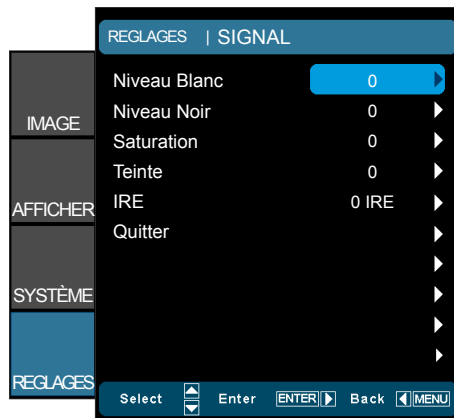 REGLAGES | SIGNAL
Niveau Blanc 0
Niveau Noir 0
Saturation 0
Teinte 0
IRE 0 IRE
Quitter
IMAGE
AFFICHER
SYSTÈME
REGLAGES
Select Enter ENTER Back MENU